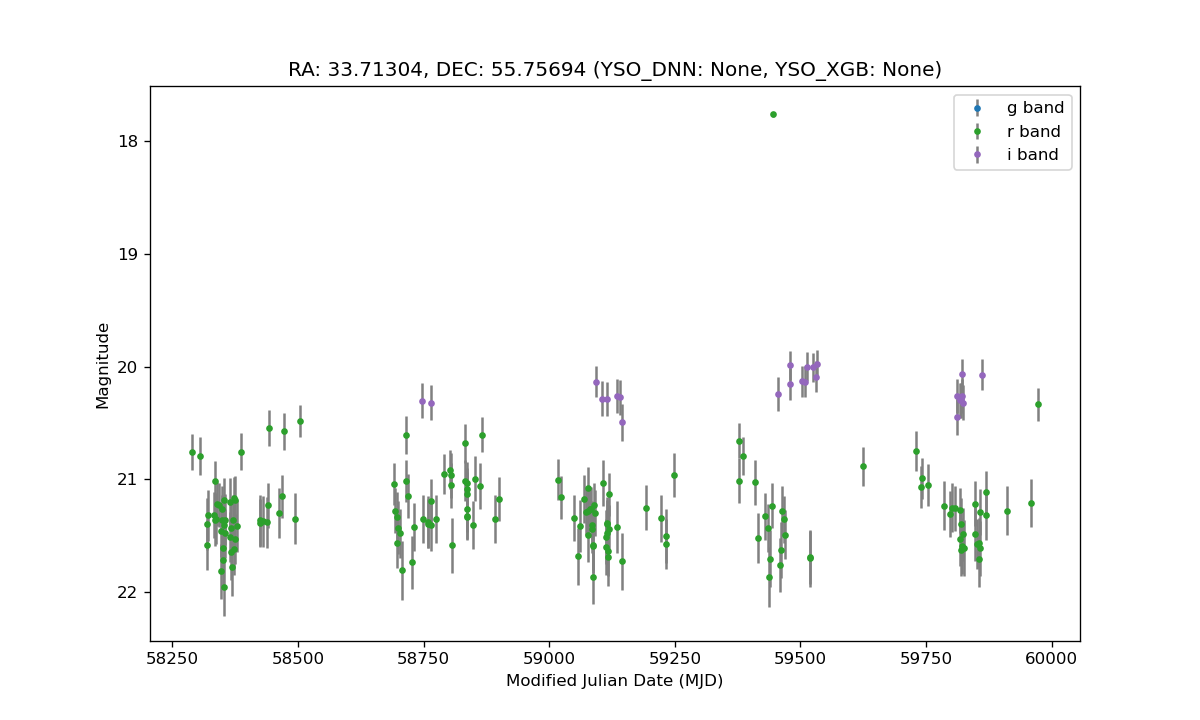 RA: 33.71304, DEC: 55.75694 (YSO_DNN: None, YSO_XGB: None)
g band
r band
i band
18
19
20
21
22
Magnitude
58250 58500 58750 59000 59250 59500 59750 60000
Modified Julian Date (MJD)